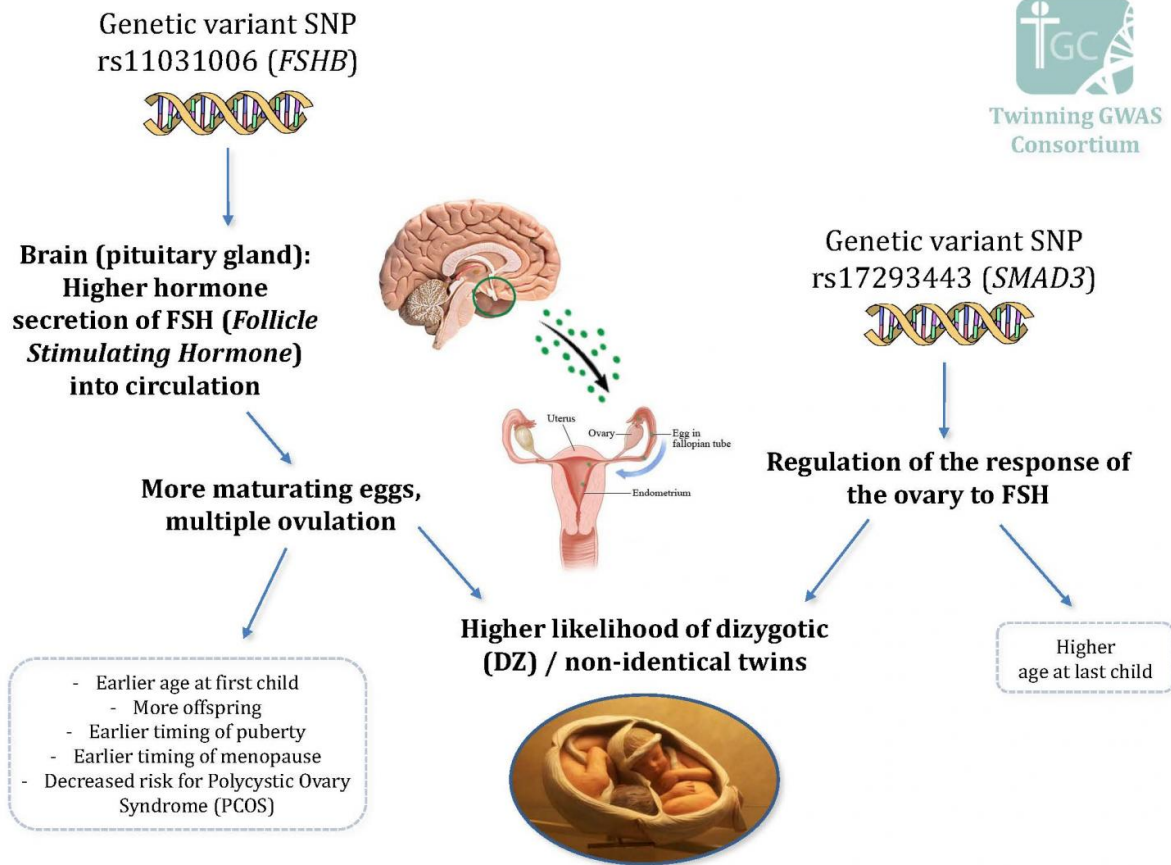 Genetic variant SNP
rs11031006 (FSHB)
TGC
Twinning GWAS
Consortium
Brain (pituitary gland):
Higher hormone
secretion of FSH (Follicle
Stimulating Hormone)
into circulation
Genetic variant SNP
rs17293443 (SMAD3)
Uterus
Ovary
Egg in
fallopian tube
Endometrium
More maturating eggs,
multiple ovulation
Regulation of the response of
the ovary to FSH
Higher likelihood of dizygotic
(DZ) / non-identical twins
Higher
age at last child
- Earlier age at first child
- More offspring
- Earlier timing of puberty
- Earlier timing of menopause
- Decreased risk for Polycystic Ovary
Syndrome (PCOS)